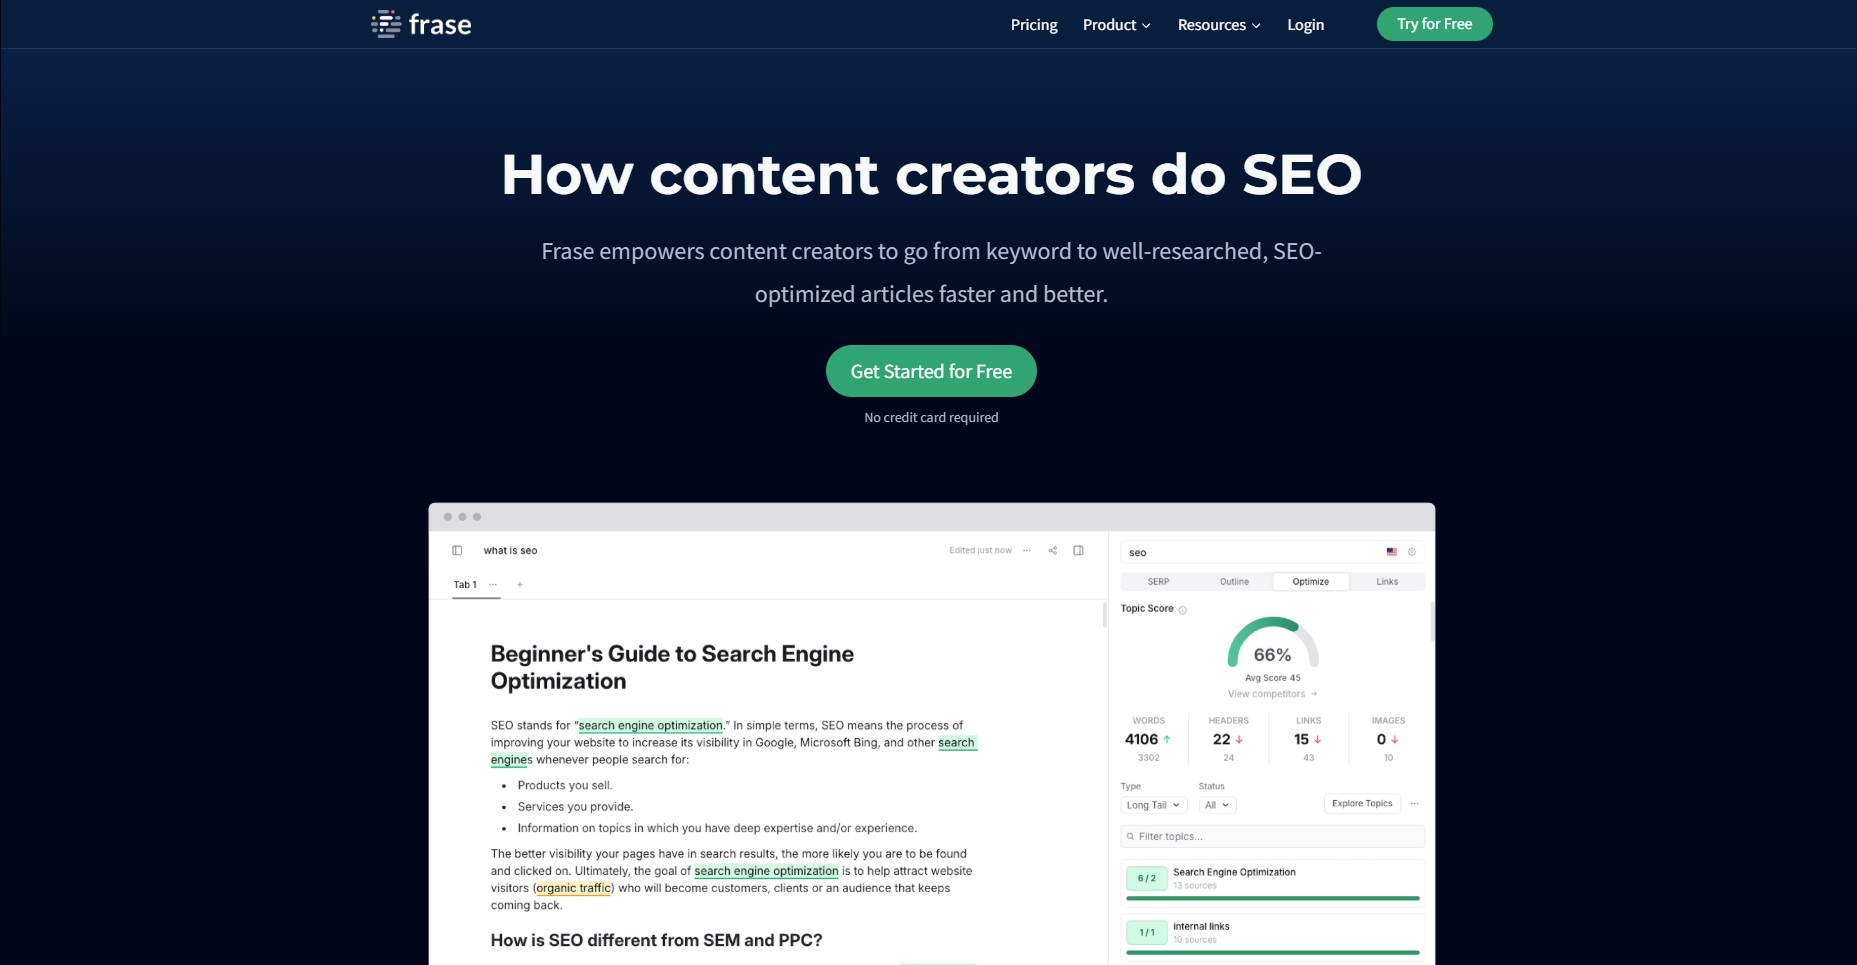 frase
Pricing
Product
Resources
Login
Try for Free
How content creators do SEO
Frase empowers content creators to go from keyword to well-researched, SEO-
optimized articles faster and better.
Get Started for Free
No credit card required
what is seo
Edited just now
Tab 1
+
Beginner's Guide to Search Engine
Optimization
SEO stands for “search engine optimization.” In simple terms, SEO means the process of
improving your website to increase its visibility in Google, Microsoft Bing, and other search
engines whenever people search for:
• Products you sell.
• Services you provide.
• Information on topics in which you have deep expertise and/or experience.
The better visibility your pages have in search results, the more likely you are to be found
and clicked on. Ultimately, the goal of search engine optimization is to help attract website
visitors (organic traffic) who will become customers, clients or an audience that keeps
coming back.
How is SEO different from SEM and PPC?
seo
SERP
Outline
Optimize
Links
Topic Score
66%
Avg Score 45
View competitors →
WORDS
4106 ↑
3302
HEADERS
22 ↓
24
LINKS
15 ↓
43
IMAGES
0 ↓
10
Type
Long Tail
Status
All
Explore Topics
Filter topics...
6 / 2
Search Engine Optimization
13 sources
1 / 1
internal links
10 sources